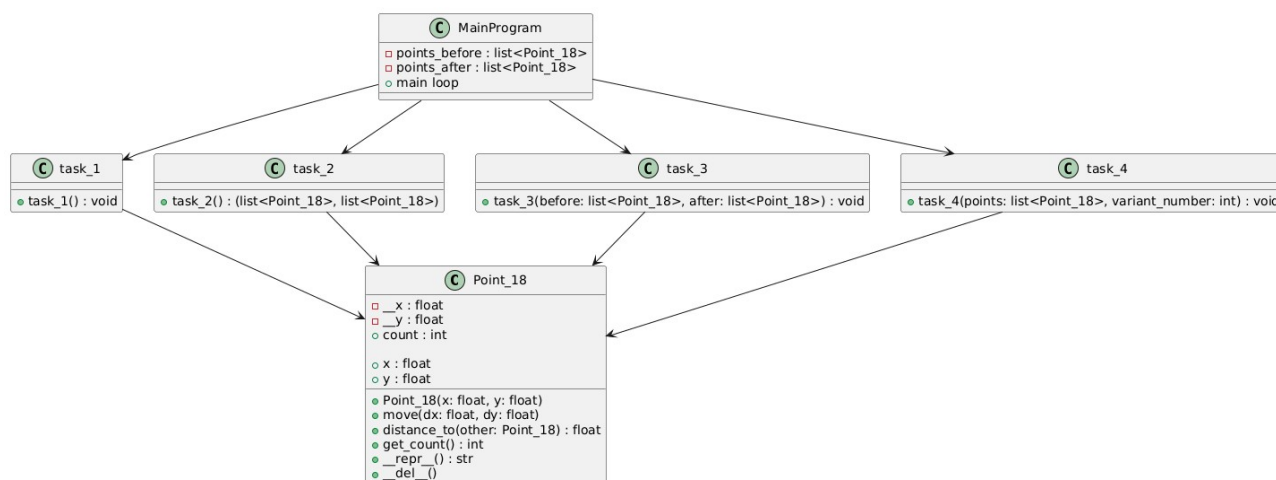 C MainProgram
points_before : list<Point_18>
points_after : list<Point_18>
main loop
C task_1
task_1() : void
C task_2
task_2() : (list<Point_18>, list<Point_18>)
C task_3
task_3(before: list<Point_18>, after: list<Point_18>) : void
C task_4
task_4(points: list<Point_18>, variant_number: int) : void
C Point_18
__x : float
__y : float
count : int
x : float
y : float
Point_18(x: float, y: float)
move(dx: float, dy: float)
distance_to(other: Point_18) : float
get_count() : int
__repr__() : str
__del__()